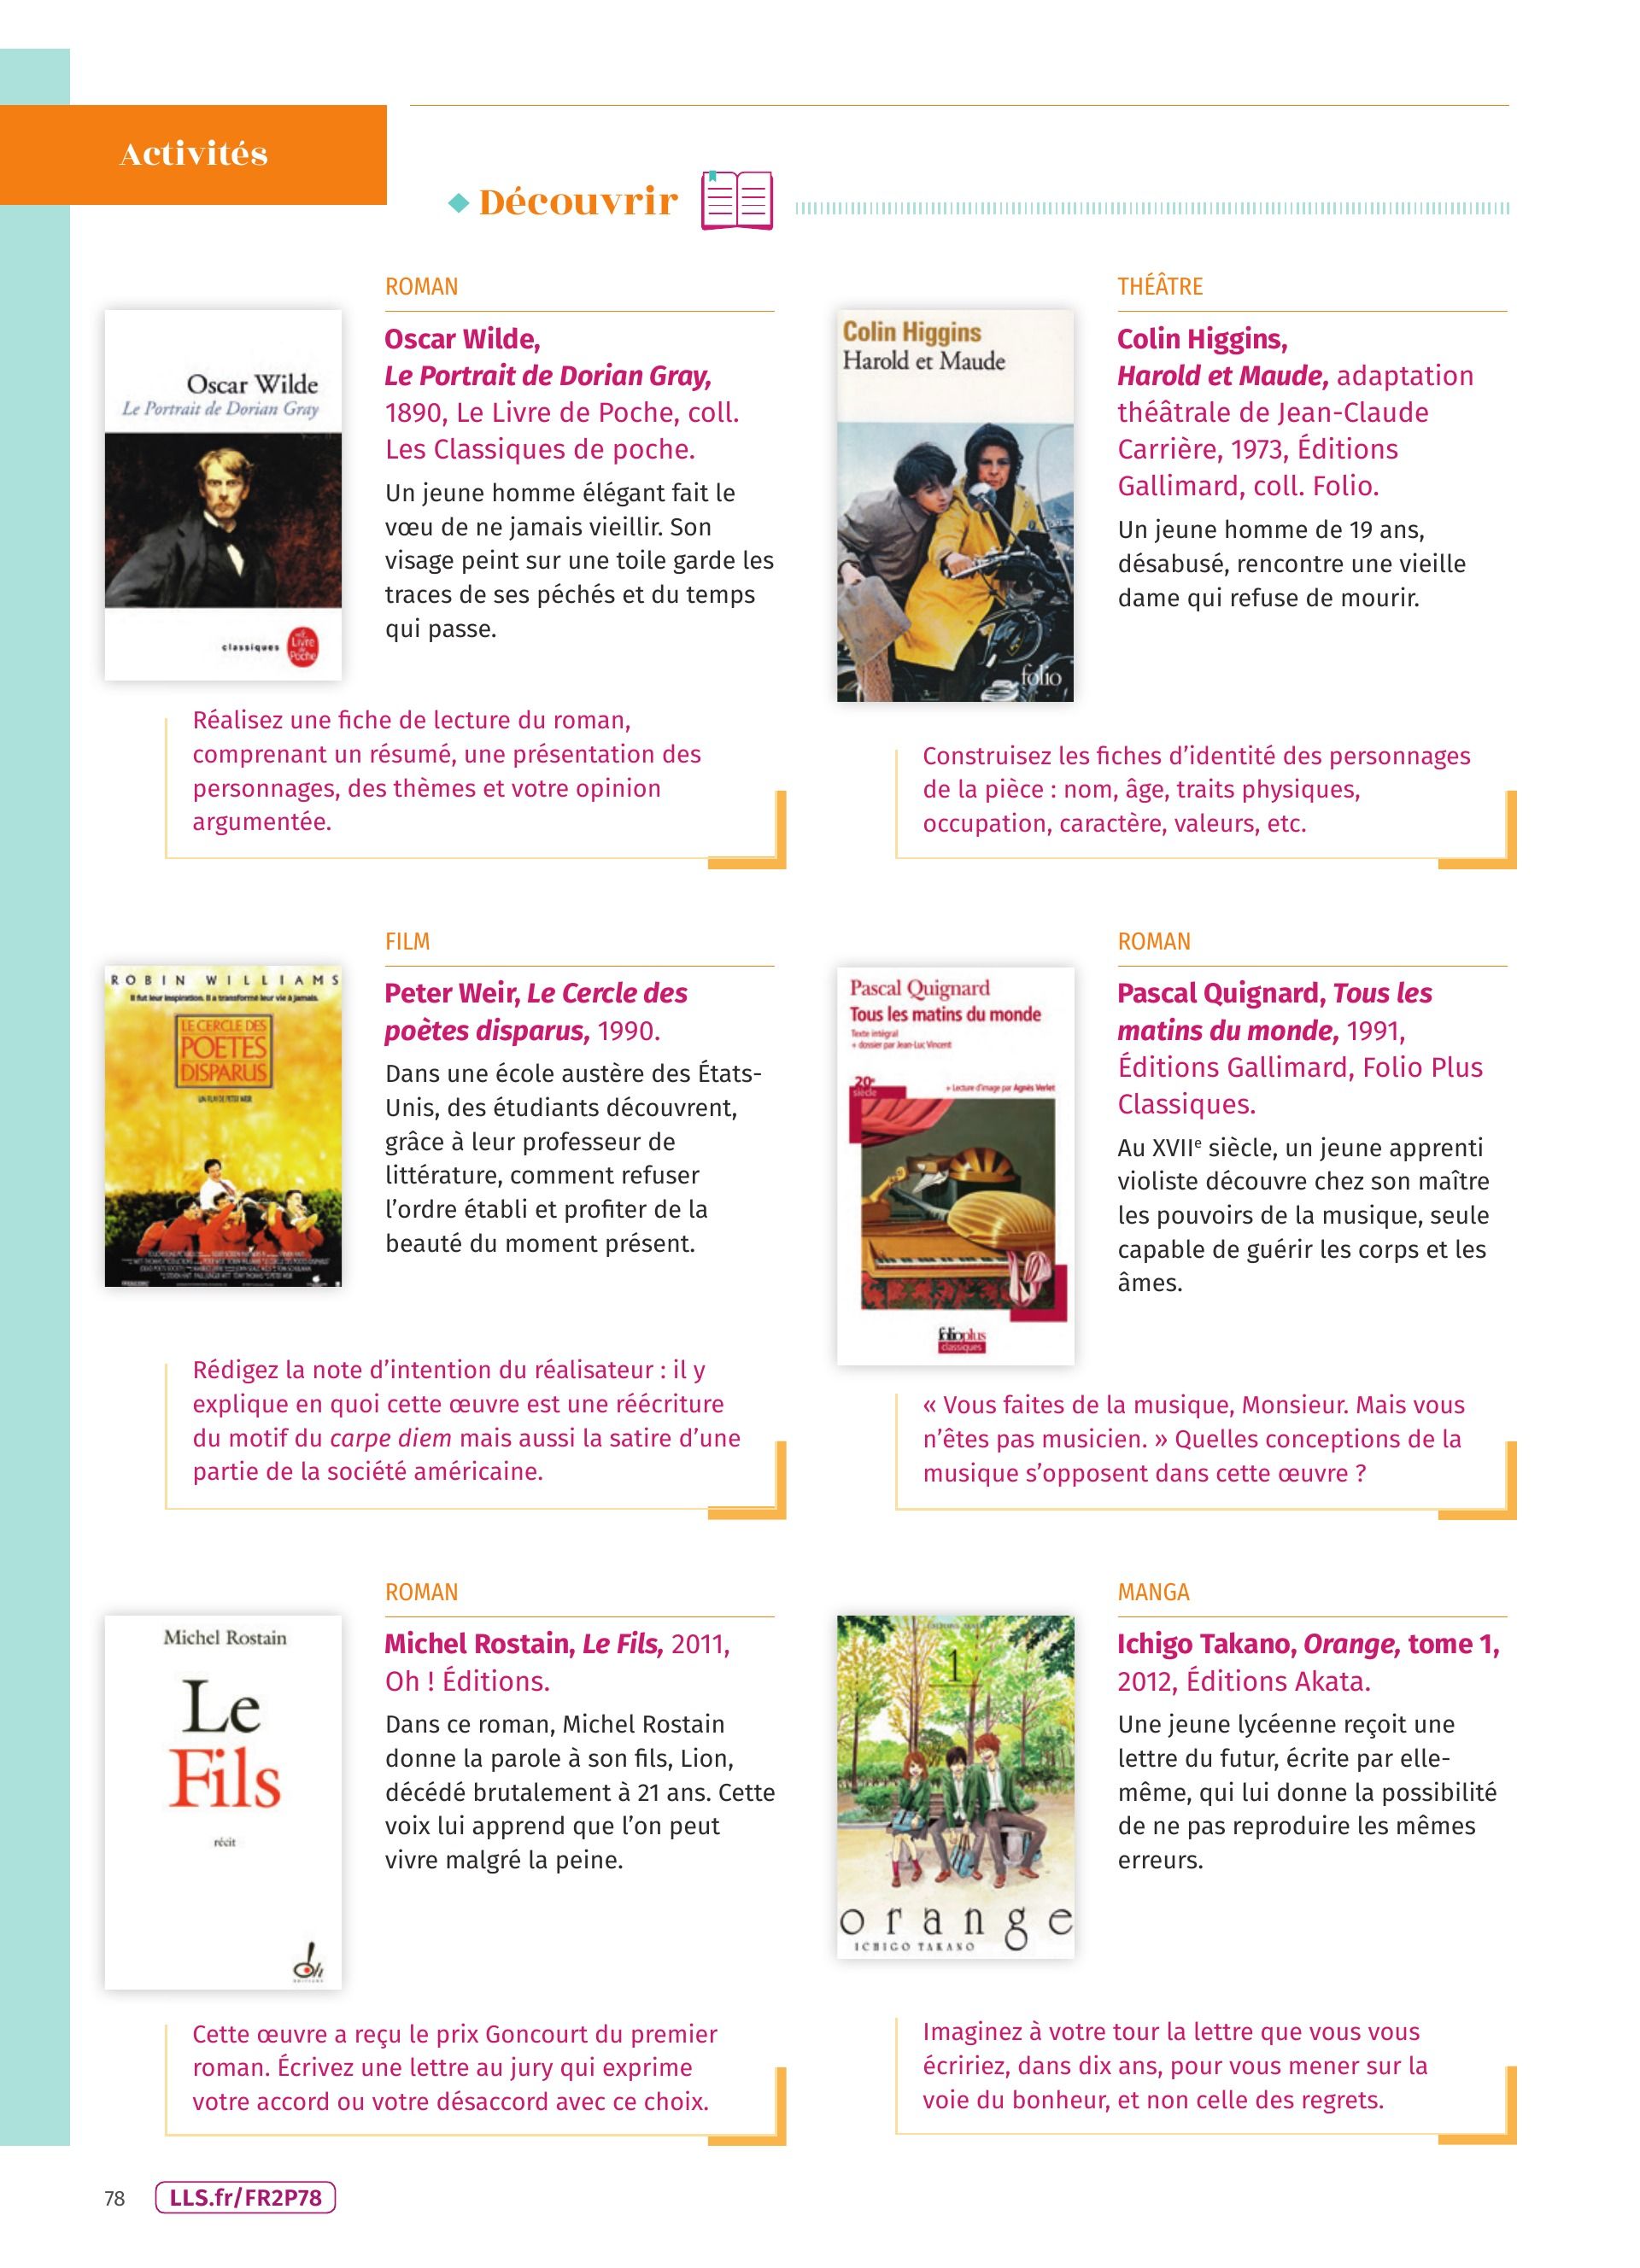 Activités
Découvrir
ROMAN
Oscar Wilde
Le Portrait de Dorian Gray
classiques
Le Livre de Poche
Oscar Wilde,
Le Portrait de Dorian Gray,
1890, Le Livre de Poche, coll.
Les Classiques de poche.
Un jeune homme élégant fait le
vœu de ne jamais vieillir. Son
visage peint sur une toile garde les
traces de ses péchés et du temps
qui passe.
Réalisez une fiche de lecture du roman,
comprenant un résumé, une présentation des
personnages, des thèmes et votre opinion
argumentée.
THÉÂTRE
Colin Higgins
Harold et Maude
folio
Colin Higgins,
Harold et Maude, adaptation
théâtrale de Jean-Claude
Carrière, 1973, Éditions
Gallimard, coll. Folio.
Un jeune homme de 19 ans,
désabusé, rencontre une vieille
dame qui refuse de mourir.
Construisez les fiches d’identité des personnages
de la pièce : nom, âge, traits physiques,
occupation, caractère, valeurs, etc.
FILM
ROBIN WILLIAMS
Il fut leur inspiration. Il a transformé leur vie à jamais.
LE CERCLE DES
POETES
DISPARUS
UN FILM DE PETER WEIR
Peter Weir, Le Cercle des
poètes disparus, 1990.
Dans une école austère des États-
Unis, des étudiants découvrent,
grâce à leur professeur de
littérature, comment refuser
l’ordre établi et profiter de la
beauté du moment présent.
Rédigez la note d’intention du réalisateur : il y
explique en quoi cette œuvre est une réécriture
du motif du carpe diem mais aussi la satire d’une
partie de la société américaine.
ROMAN
Pascal Quignard
Tous les matins du monde
Texte intégral
+ dossier par Jean-Luc Vincent
20e
siècle
+ Lecture d'image par Agnès Verlet
folioplus
classiques
Pascal Quignard, Tous les
matins du monde, 1991,
Éditions Gallimard, Folio Plus
Classiques.
Au XVIIe siècle, un jeune apprenti
violiste découvre chez son maître
les pouvoirs de la musique, seule
capable de guérir les corps et les
âmes.
« Vous faites de la musique, Monsieur. Mais vous
n’êtes pas musicien. » Quelles conceptions de la
musique s’opposent dans cette œuvre ?
ROMAN
Michel Rostain
Le
Fils
récit
Oh
ÉDITIONS
Michel Rostain, Le Fils, 2011,
Oh ! Éditions.
Dans ce roman, Michel Rostain
donne la parole à son fils, Lion,
décédé brutalement à 21 ans. Cette
voix lui apprend que l’on peut
vivre malgré la peine.
Cette œuvre a reçu le prix Goncourt du premier
roman. Écrivez une lettre au jury qui exprime
votre accord ou votre désaccord avec ce choix.
MANGA
1
orange
ICHIGO TAKANO
Ichigo Takano, Orange, tome 1,
2012, Éditions Akata.
Une jeune lycéenne reçoit une
lettre du futur, écrite par elle-
même, qui lui donne la possibilité
de ne pas reproduire les mêmes
erreurs.
Imaginez à votre tour la lettre que vous vous
écririez, dans dix ans, pour vous mener sur la
voie du bonheur, et non celle des regrets.
78
LLS.fr/FR2P78